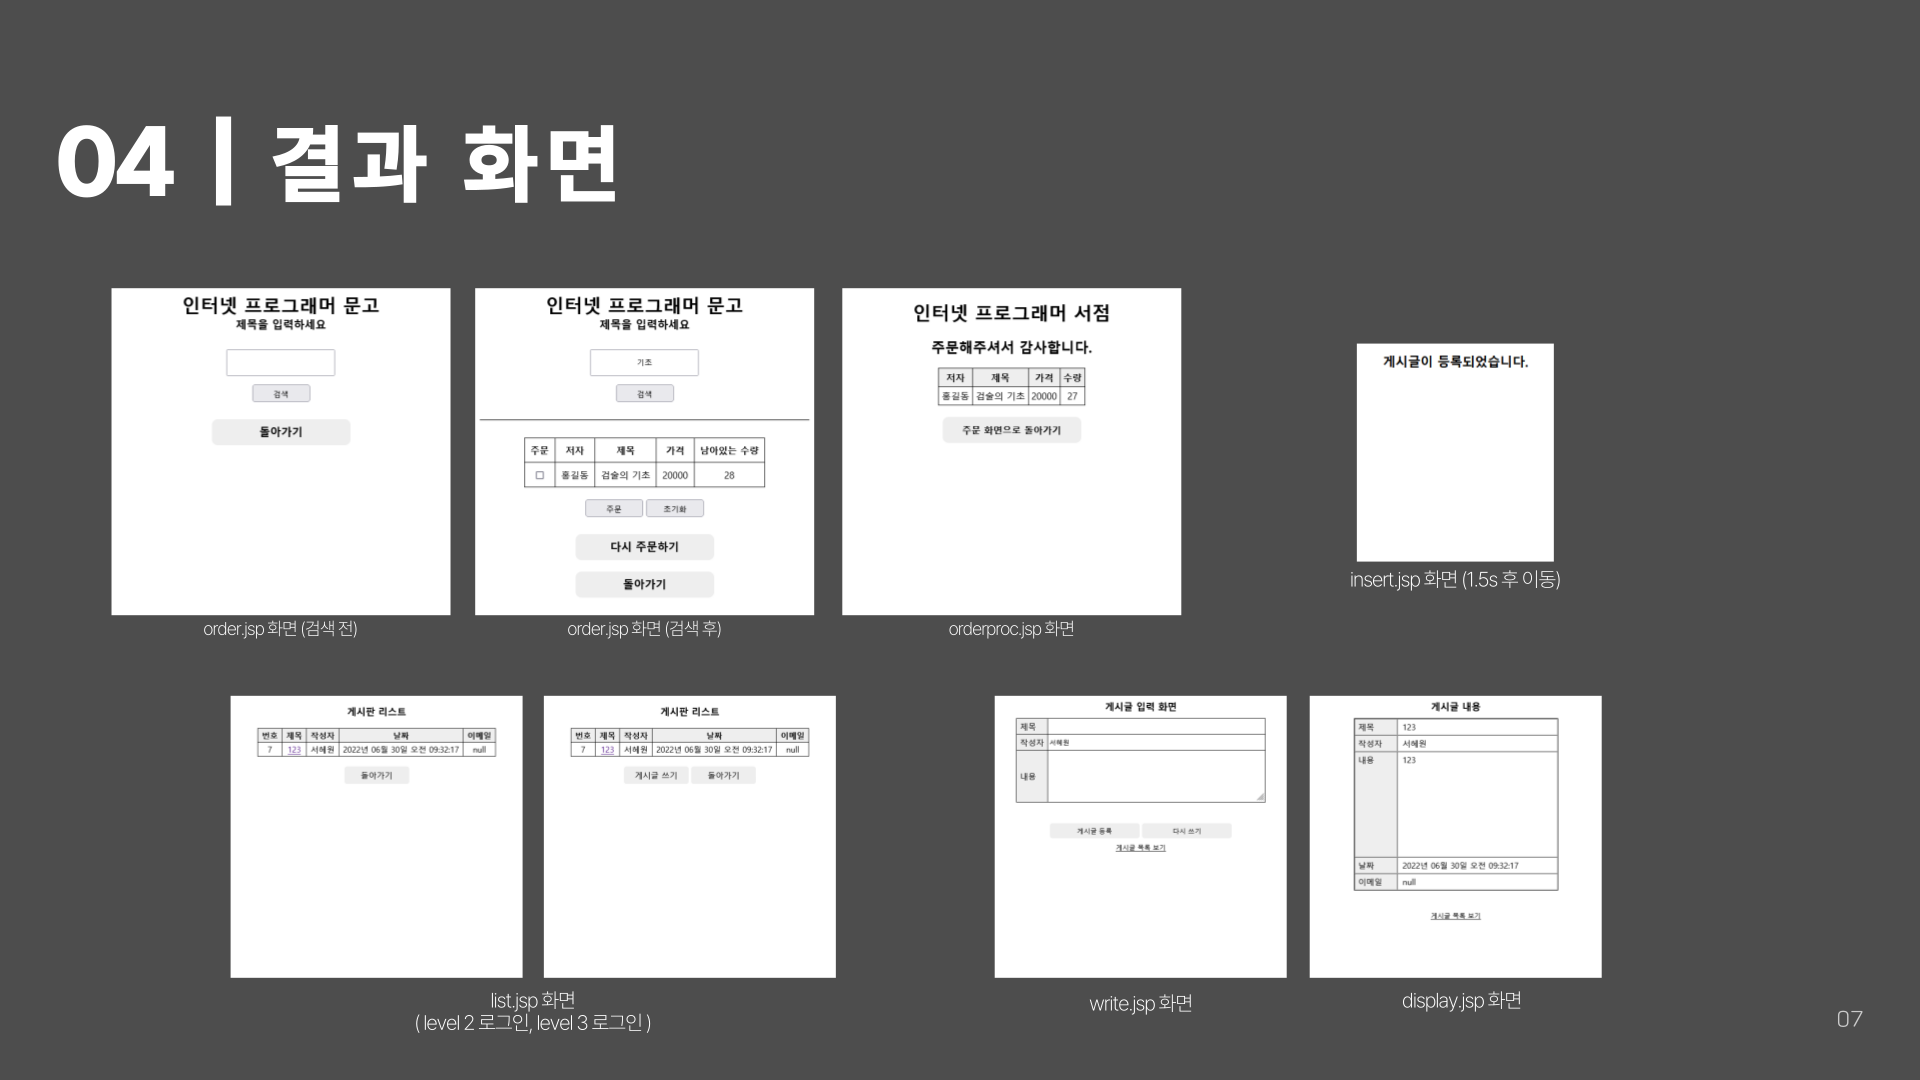 04 | 결과 화면
인터넷 프로그래머 문고
제목을 입력하세요
검색
돌아가기
order.jsp 화면 (검색 전)
인터넷 프로그래머 문고
제목을 입력하세요
기초
검색
주문 저자 제목 가격 남아있는 수량
홍길동 검술의 기초 20000 28
주문 초기화
다시 주문하기
돌아가기
order.jsp 화면 (검색 후)
인터넷 프로그래머 서점
주문해주셔서 감사합니다.
저자 제목 가격 수량
홍길동 검술의 기초 20000 27
주문 화면으로 돌아가기
orderproc.jsp 화면
게시글이 등록되었습니다.
insert.jsp 화면 (1.5s 후 이동)
게시판 리스트
번호 제목 작성자 날짜 이메일
7 123 서혜원 2022년 06월 30일 오전 09:32:17 null
돌아가기
게시판 리스트
번호 제목 작성자 날짜 이메일
7 123 서혜원 2022년 06월 30일 오전 09:32:17 null
게시글 쓰기 돌아가기
list.jsp 화면
( level 2 로그인, level 3 로그인 )
게시글 입력 화면
제목
작성자 서혜원
내용
게시글 등록 다시 쓰기
게시글 목록 보기
write.jsp 화면
게시글 내용
제목 123
작성자 서혜원
내용 123
날짜 2022년 06월 30일 오전 09:32:17
이메일 null
게시글 목록 보기
display.jsp 화면
07